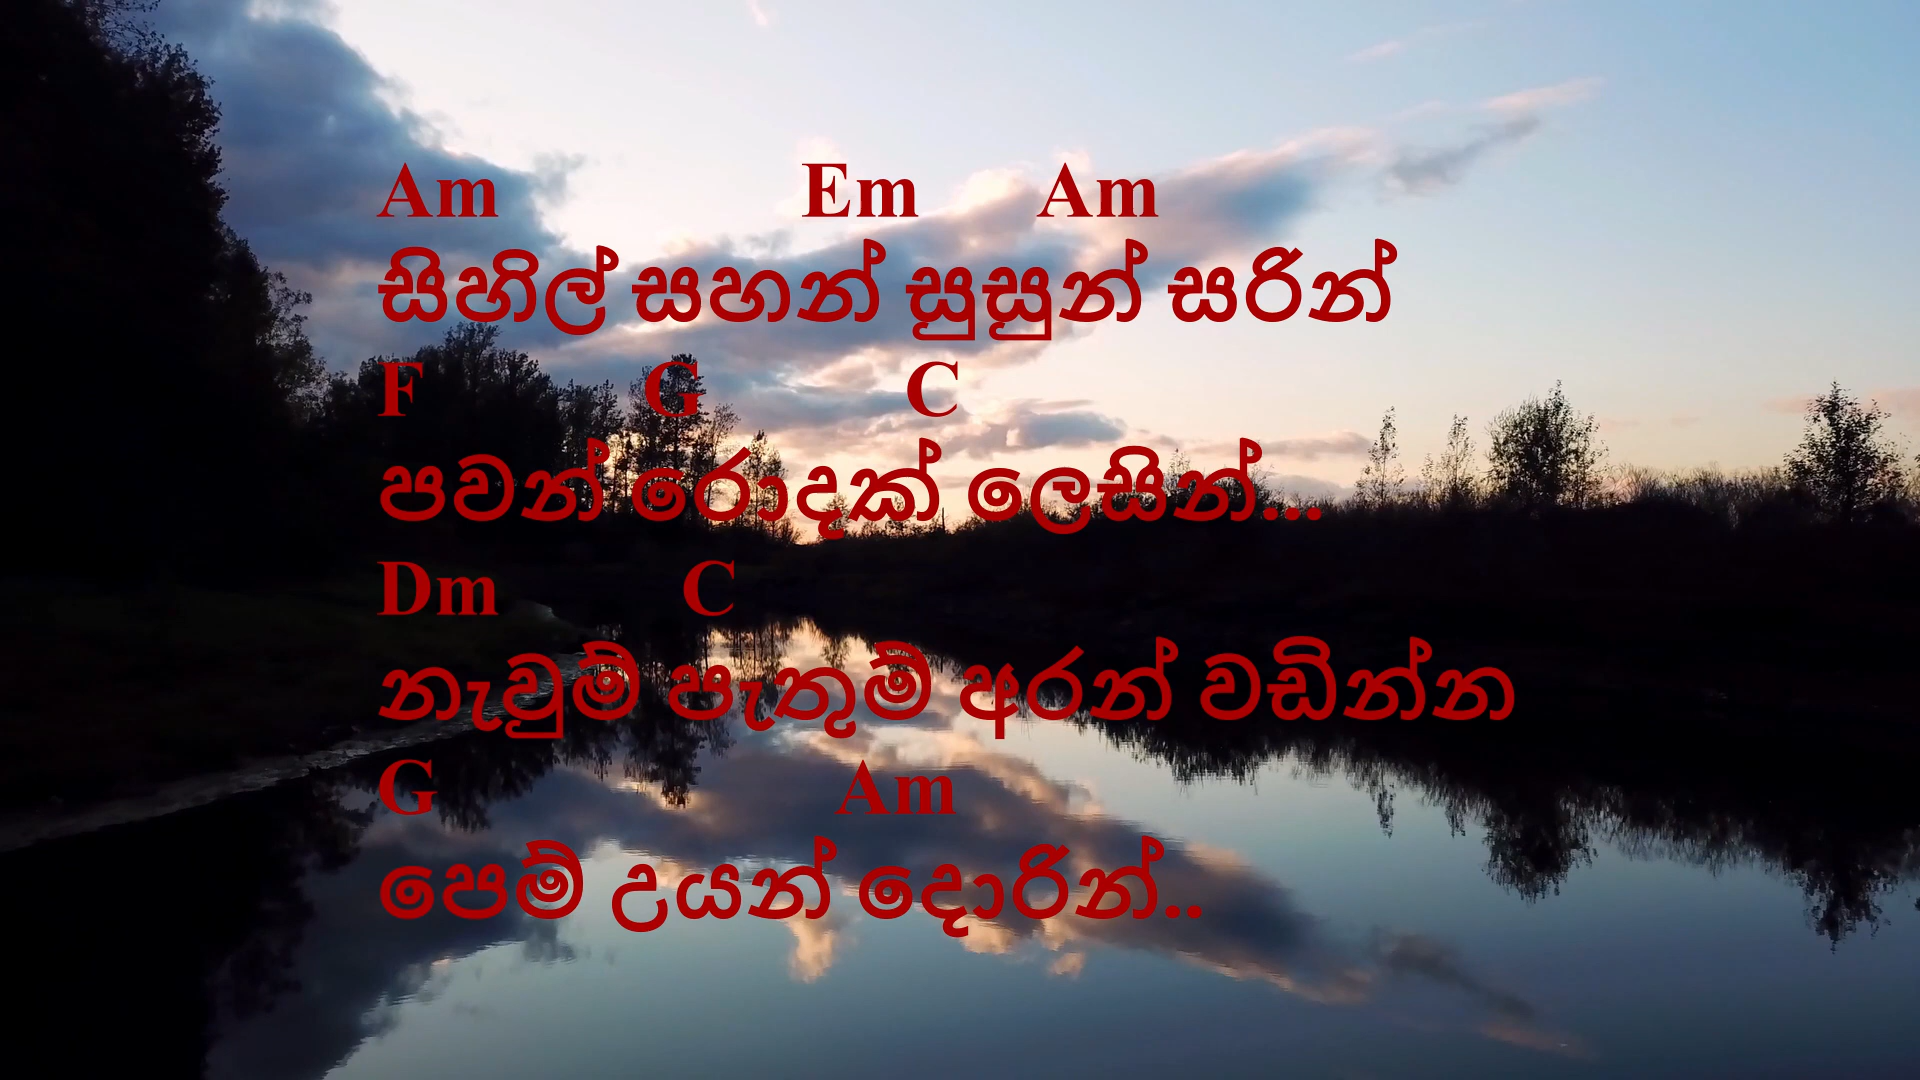 Am Em Am
සිහිල් සහන් සුසුන් සරින්
F G C
පවන් රොදක් ලෙසින්...
Dm C
නැවුම් පැතුම් අරන් වඩින්න
G Am
පෙම් උයන් දොරින්..